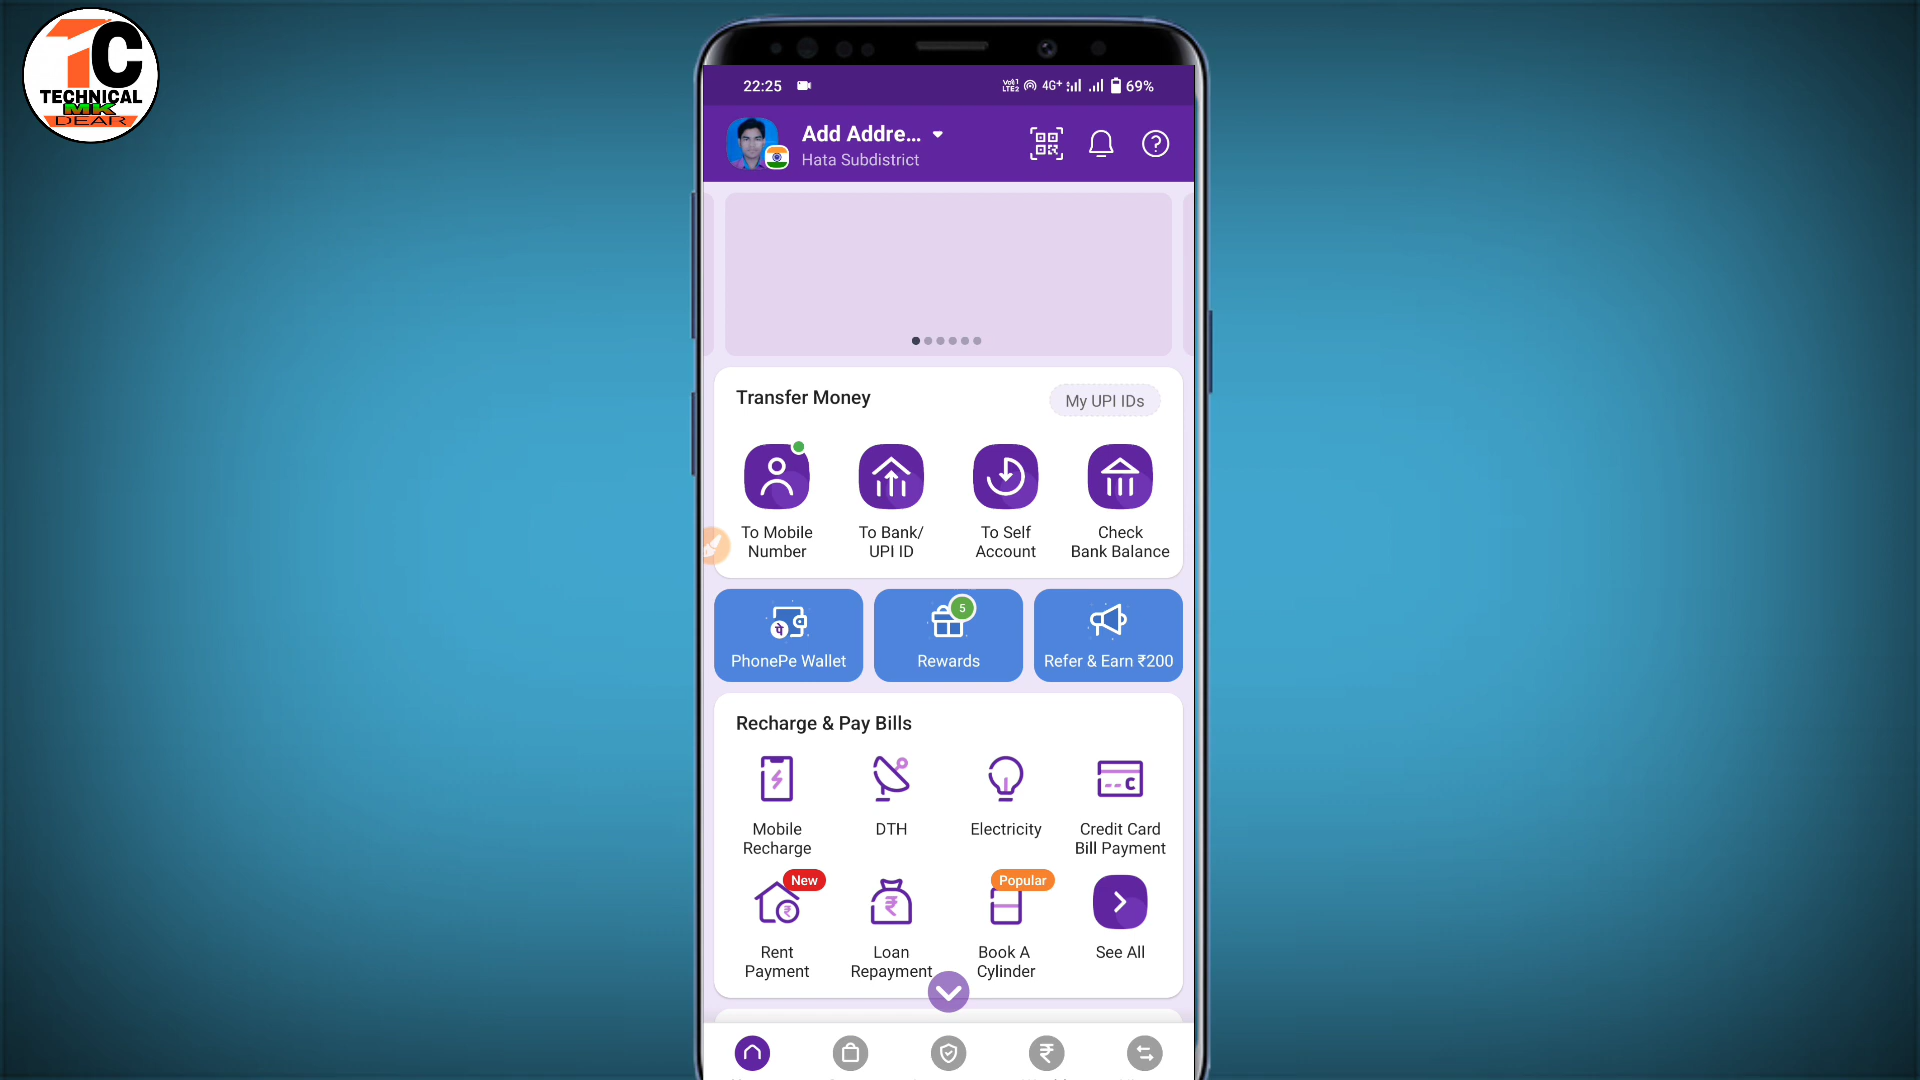 TC
TECHNICAL
MK
DEAR
22:25
4G+
69%
Add Addre...
Hata Subdistrict
Transfer Money
My UPI IDs
To Mobile
Number
To Bank/
UPI ID
To Self
Account
Check
Bank Balance
पे
5
PhonePe Wallet
Rewards
Refer & Earn ₹200
Recharge & Pay Bills
Mobile
Recharge
DTH
Electricity
Credit Card
Bill Payment
New
Popular
Rent
Payment
Loan
Repayment
Book A
Cylinder
See All